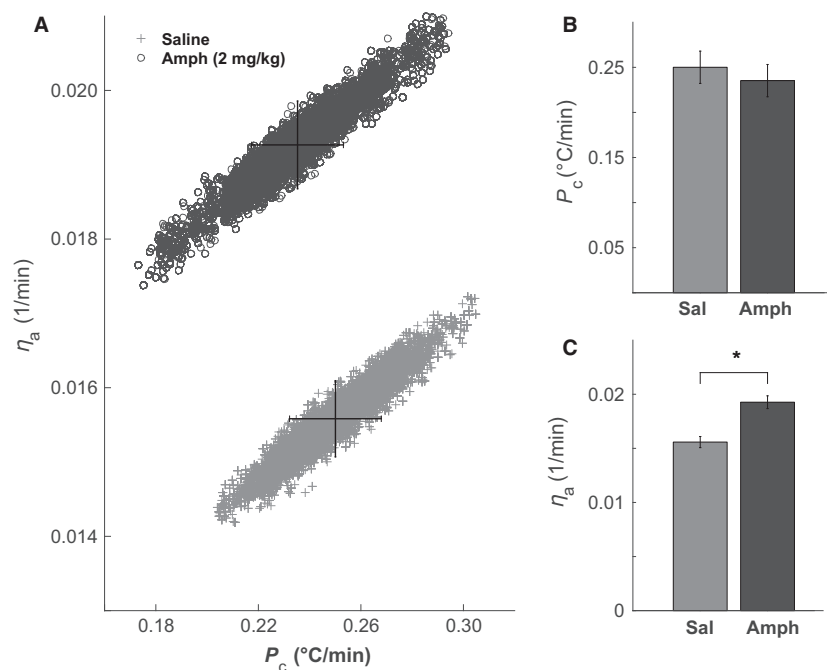 A
+ Saline
○ Amph (2 mg/kg)
0.020
0.018
0.016
0.014
ηa (1/min)
0.18 0.22 0.26 0.30
Pc (°C/min)
B
0.25
0.15
0.05
Pc (°C/min)
Sal Amph
C
*
0.02
0.01
0
ηa (1/min)
Sal Amph